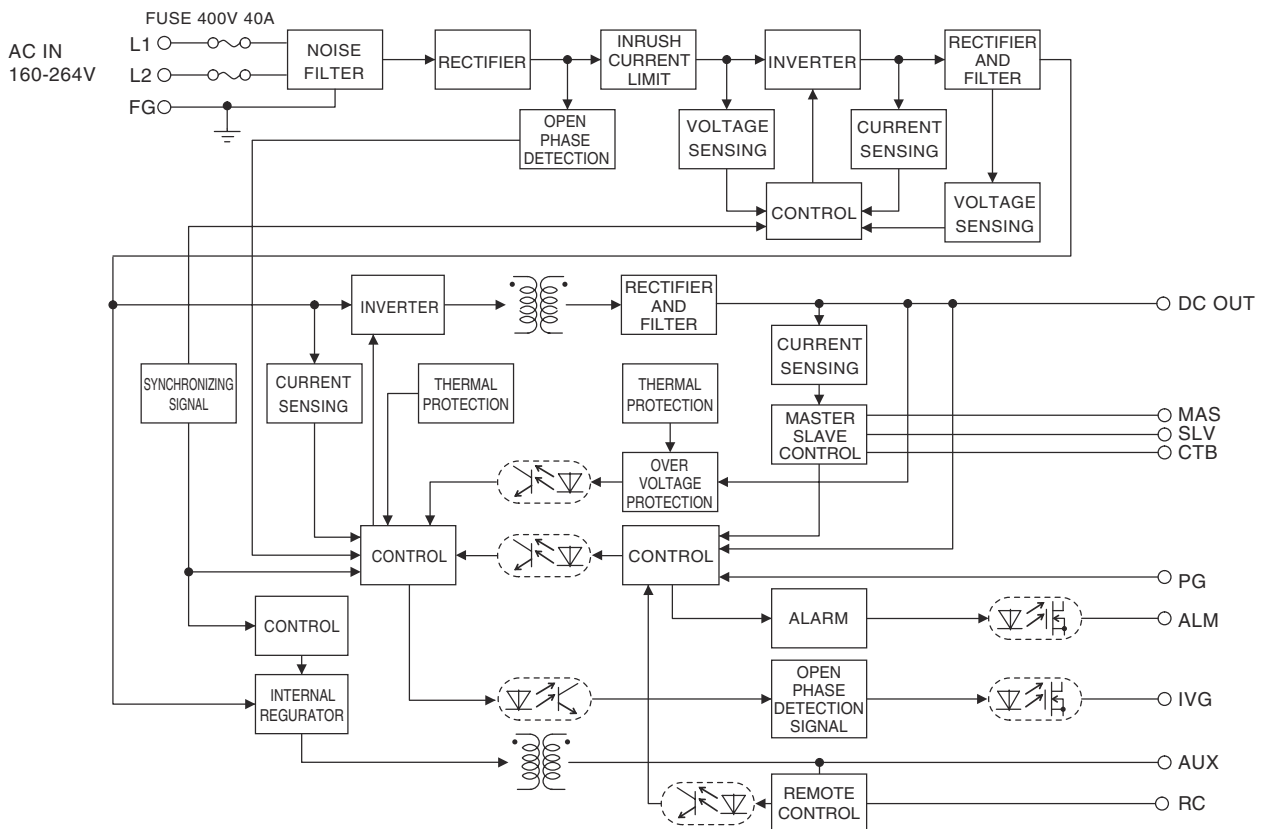 FUSE 400V 40A
AC IN
160-264V
L1
L2
FG
NOISE
FILTER
RECTIFIER
INRUSH
CURRENT
LIMIT
INVERTER
RECTIFIER
AND
FILTER
OPEN
PHASE
DETECTION
VOLTAGE
SENSING
CURRENT
SENSING
CONTROL
VOLTAGE
SENSING
INVERTER
RECTIFIER
AND
FILTER
DC OUT
SYNCHRONIZING
SIGNAL
CURRENT
SENSING
THERMAL
PROTECTION
THERMAL
PROTECTION
CURRENT
SENSING
MASTER
SLAVE
CONTROL
MAS
SLV
CTB
OVER
VOLTAGE
PROTECTION
CONTROL
CONTROL
PG
CONTROL
ALARM
ALM
INTERNAL
REGURATOR
OPEN
PHASE
DETECTION
SIGNAL
IVG
AUX
REMOTE
CONTROL
RC